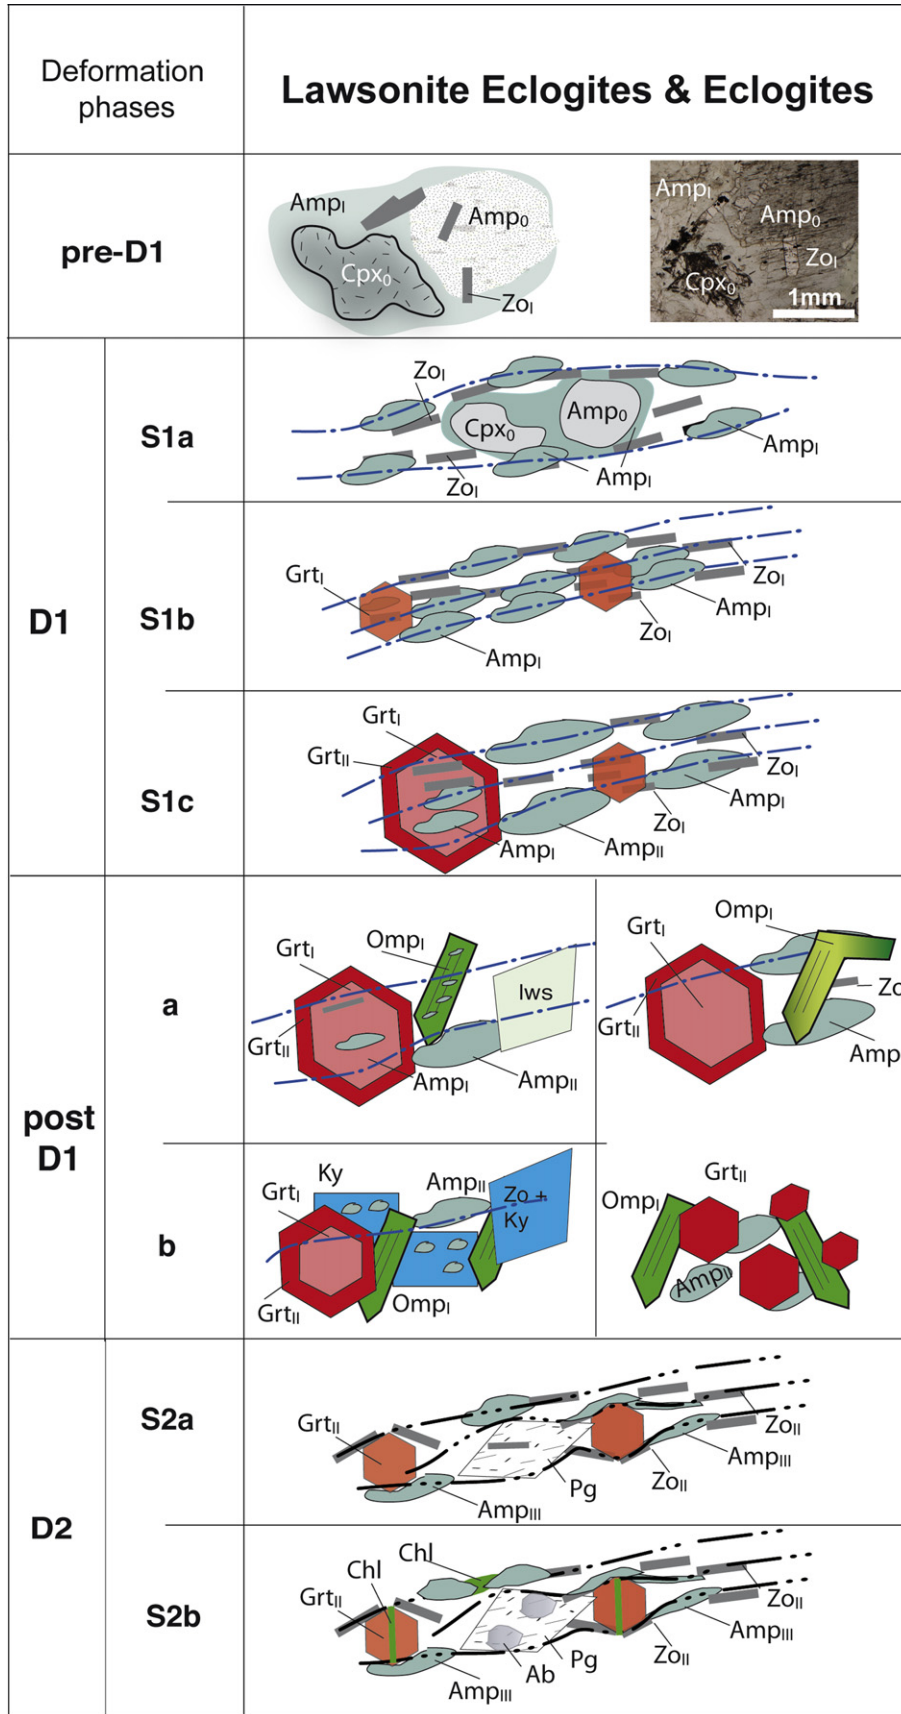 Deformation
phases
Lawsonite Eclogites & Eclogites
pre-D1
AmpI
Amp0
Cpx0
ZoI
AmpI
Amp0
ZoI
Cpx0
1mm
D1
S1a
ZoI
Amp0
Cpx0
AmpI
ZoI
AmpI
S1b
GrtI
ZoI
AmpI
ZoI
AmpI
S1c
GrtI
GrtII
ZoI
AmpI
ZoI
AmpI
AmpII
post
D1
a
OmpI
GrtI
lws
GrtII
AmpI
AmpII
OmpI
GrtI
Zo
GrtII
Amp
b
Ky
GrtI
AmpII
Zo +
Ky
GrtII
OmpI
GrtII
OmpI
AmpII
D2
S2a
GrtII
ZoII
AmpIII
Pg
ZoII
AmpIII
S2b
Chl
Chl
GrtII
ZoII
AmpIII
Pg
ZoII
Ab
AmpIII